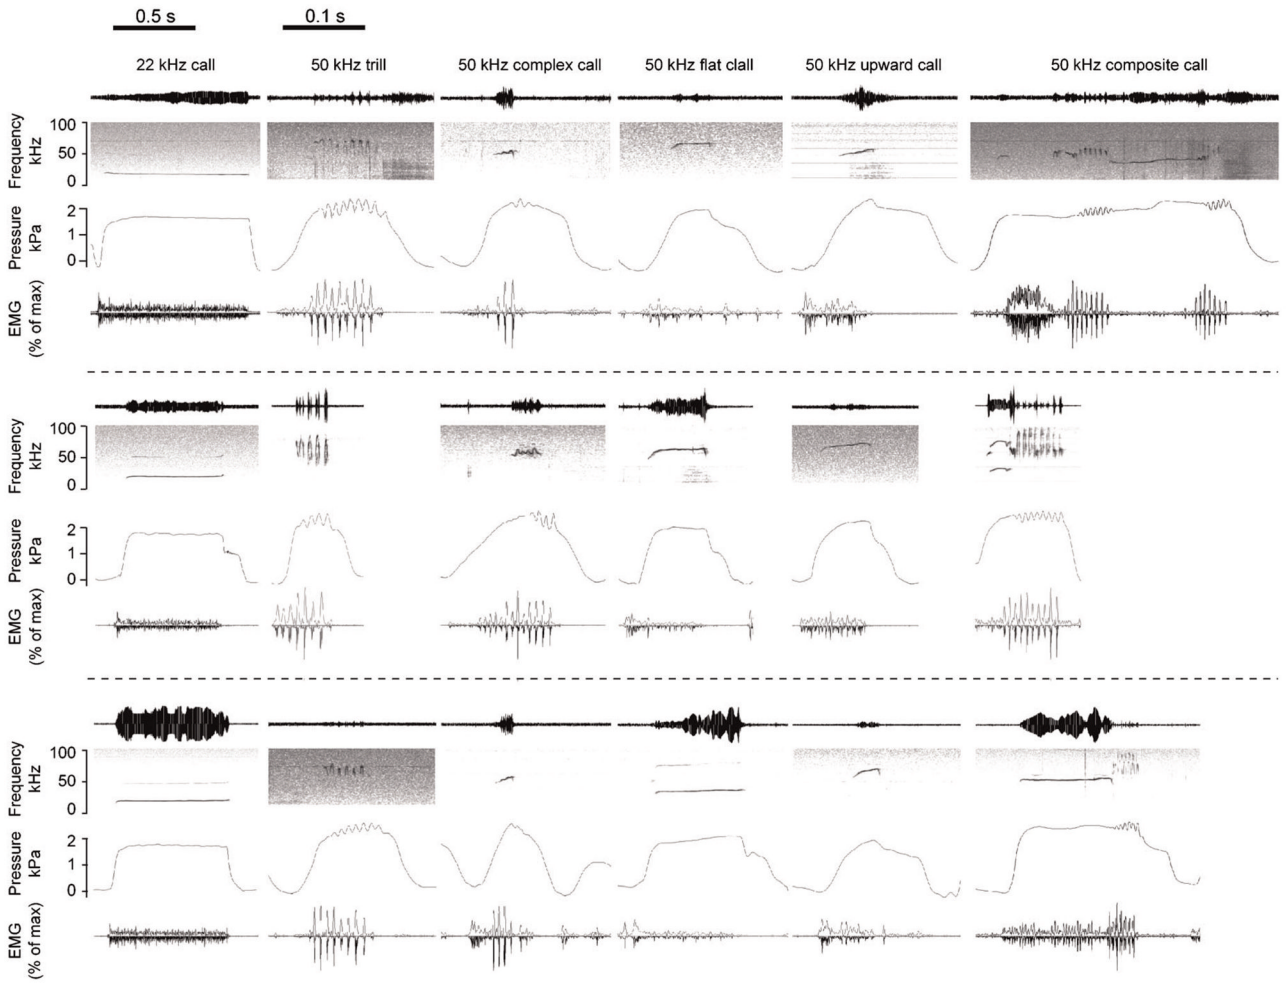 0.5 s 0.1 s
22 kHz call 50 kHz trill 50 kHz complex call 50 kHz flat clall 50 kHz upward call 50 kHz composite call
Frequency
kHz
100
50
0
Pressure
kPa
2
1
0
EMG
(% of max)
Frequency
kHz
100
50
0
Pressure
kPa
2
1
0
EMG
(% of max)
Frequency
kHz
100
50
0
Pressure
kPa
2
1
0
EMG
(% of max)